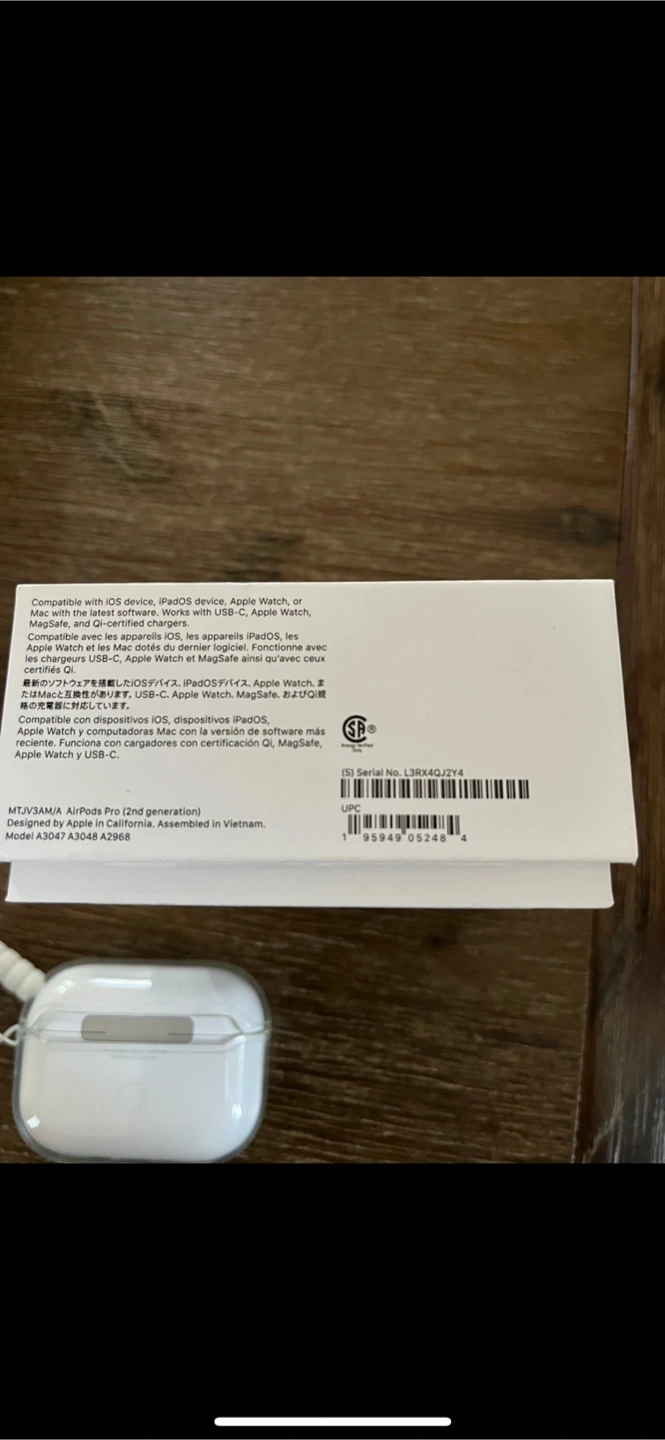 Compatible with iOS device, iPadOS device, Apple Watch, or
Mac with the latest software. Works with USB-C, Apple Watch,
MagSafe, and Qi-certified chargers.
Compatible avec les appareils iOS, les appareils iPadOS, les
Apple Watch et les Mac dotés du dernier logiciel. Fonctionne avec
les chargeurs USB-C, Apple Watch et MagSafe ainsi qu'avec ceux
certifiés Qi.
最新のソフトウェアを搭載したiOSデバイス、iPadOSデバイス、Apple Watch、ま
たはMacと互換性があります。USB-C、Apple Watch、MagSafe、およびQi規
格の充電器に対応しています。
Compatible con dispositivos iOS, dispositivos iPadOS,
Apple Watch y computadoras Mac con la versión de software más
reciente. Funciona con cargadores con certificación Qi, MagSafe,
Apple Watch y USB-C.
MTJV3AM/A AirPods Pro (2nd generation)
Designed by Apple in California. Assembled in Vietnam.
Model A3047 A3048 A2968
SA®
Energy Verified
Only
(S) Serial No. L3RX4QJ2Y4
UPC
1 95949 05248 4